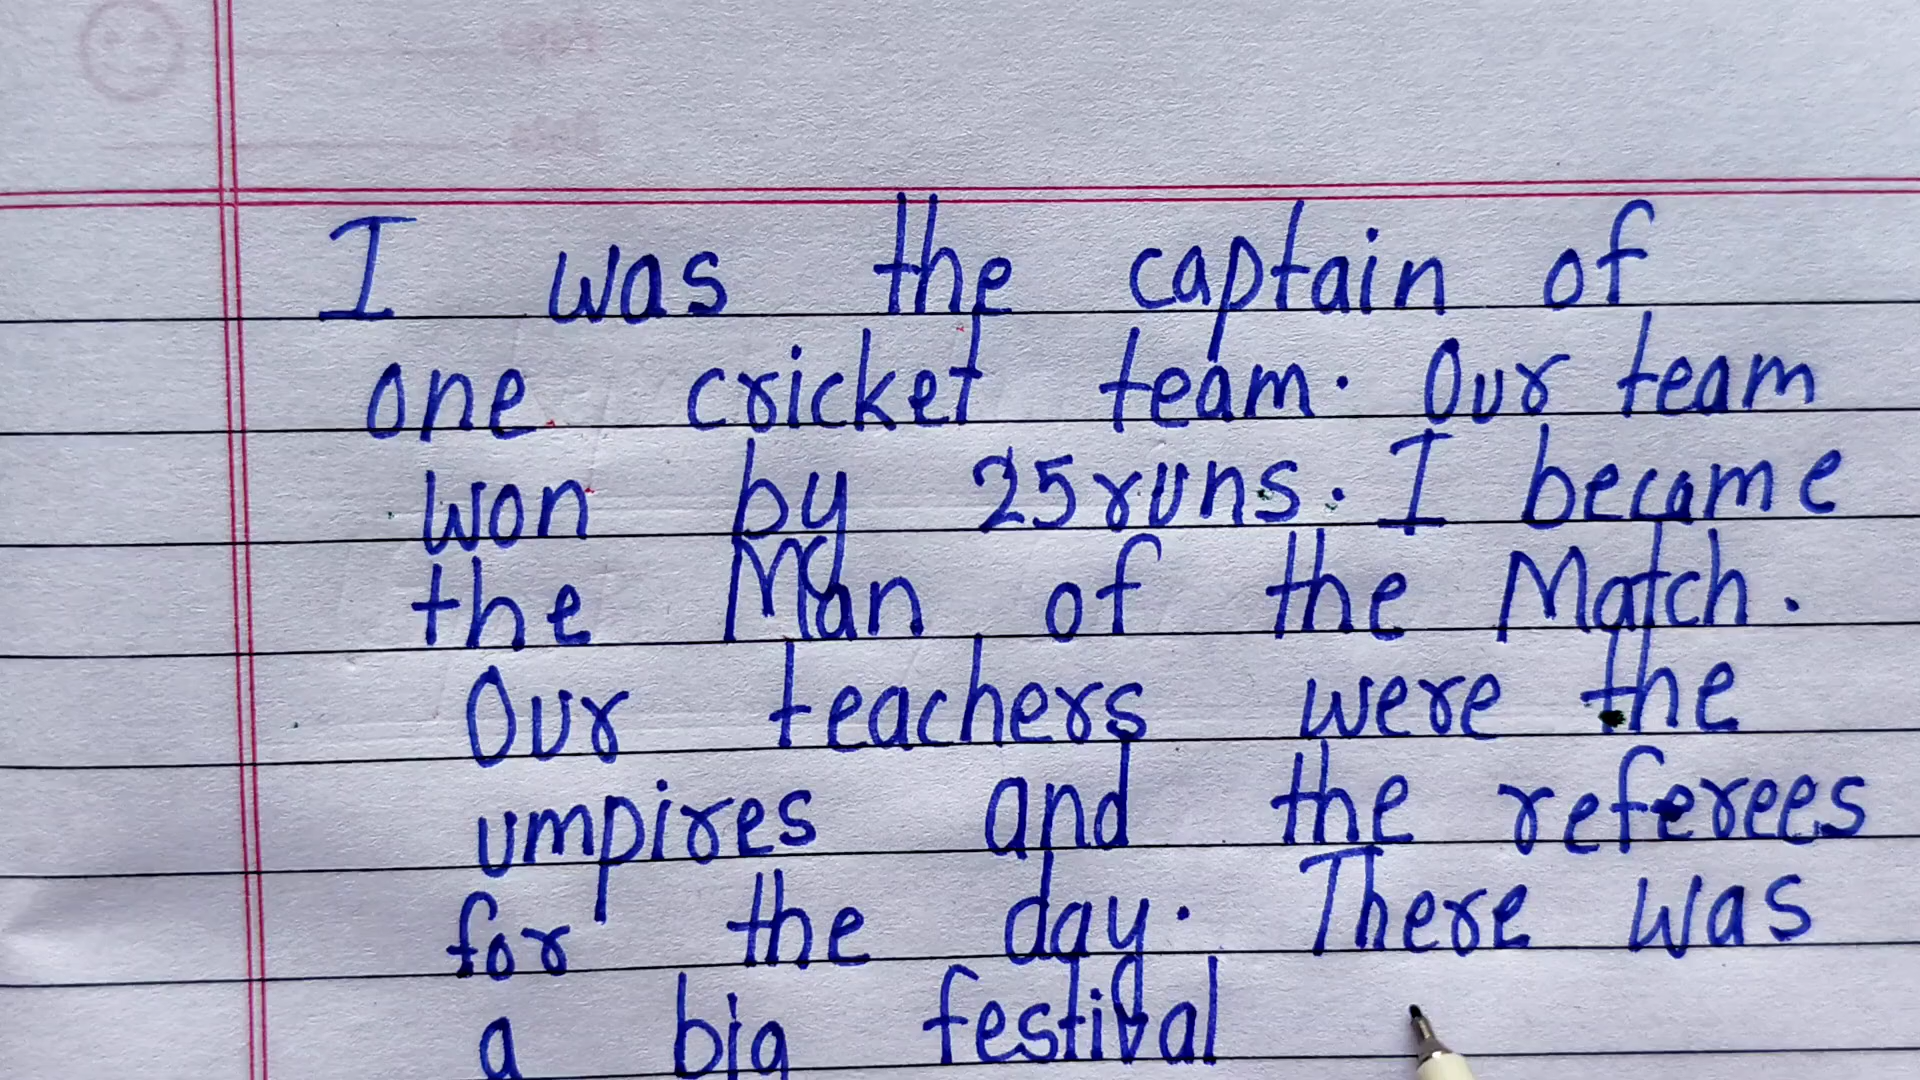 I was the captain of
one cricket team. Our team
won by 25 runs. I became
the Man of the Match.
Our teachers were the
umpires and the referees
for the day. There was
a big festival